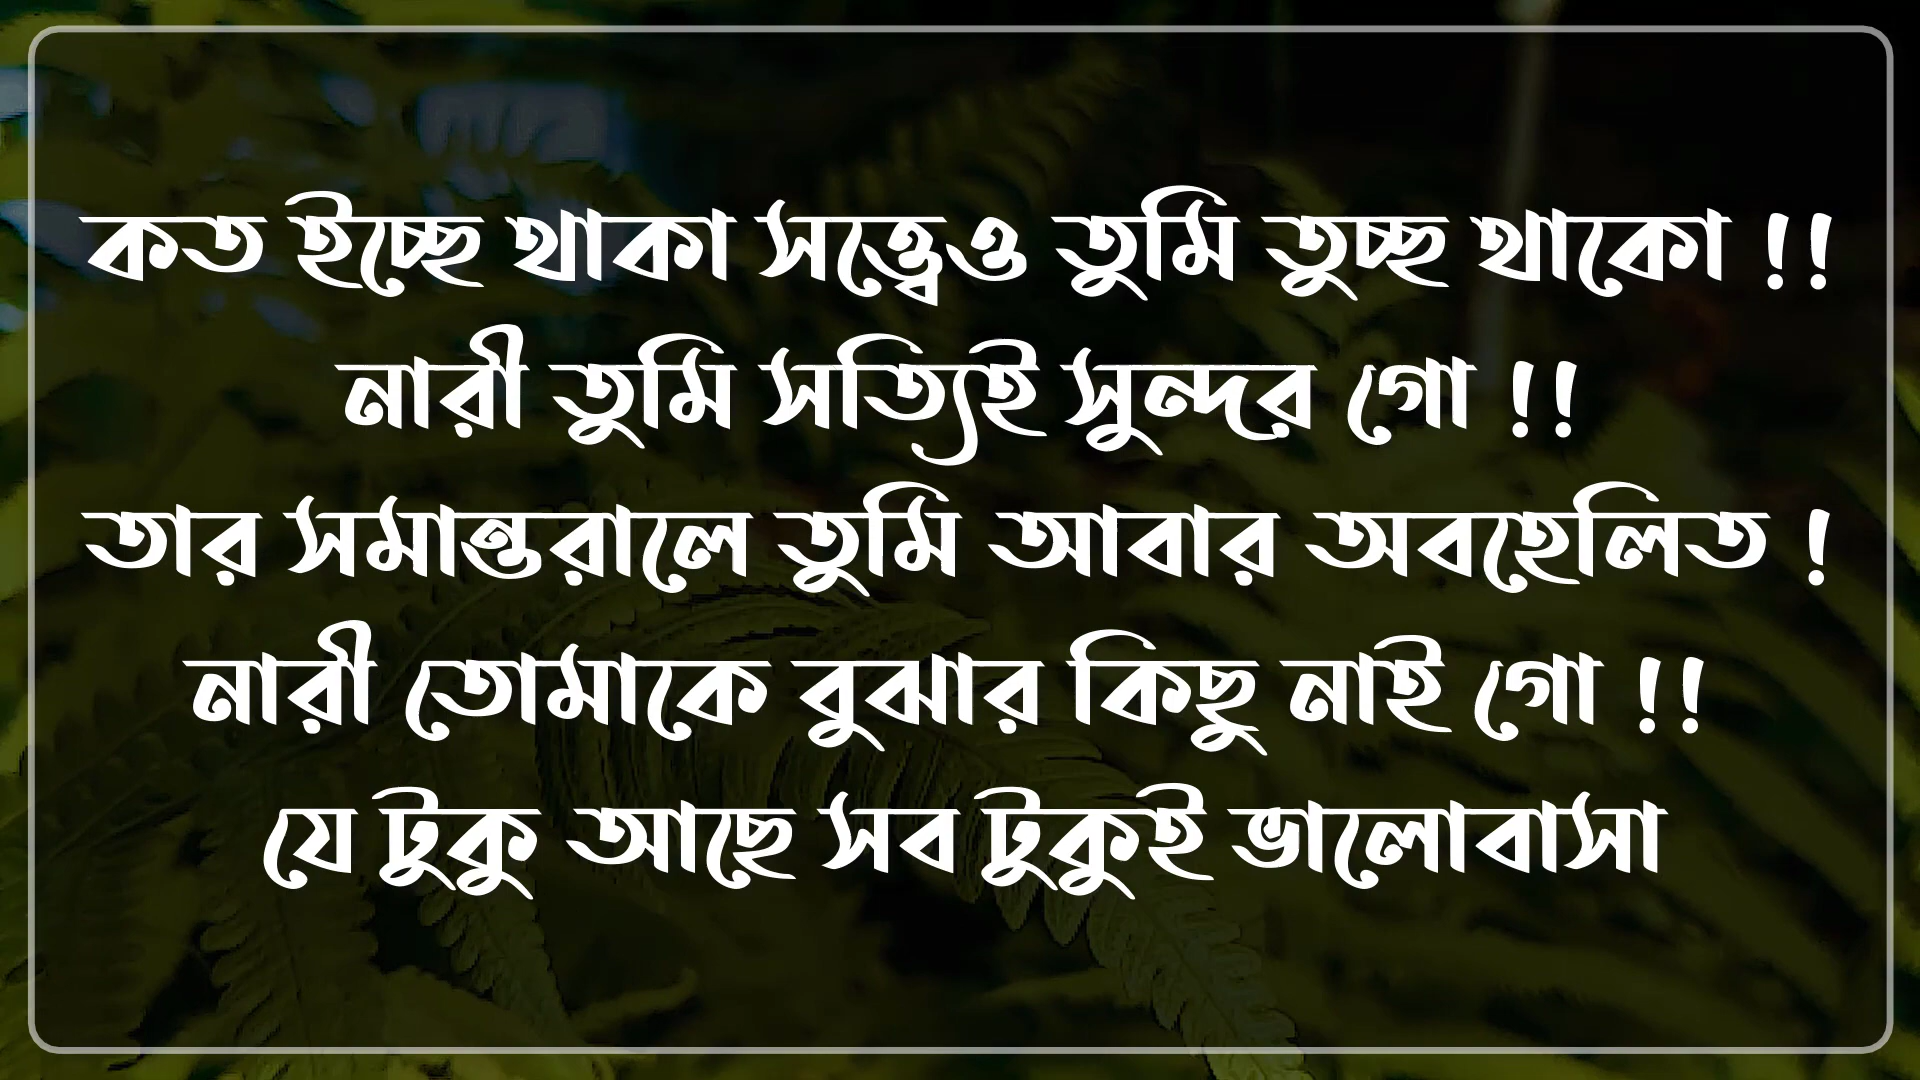 কত ইচ্ছে থাকা সত্ত্বেও তুমি তুচ্ছ থাকো !!
নারী তুমি সত্যিই সুন্দর গো !!
তার সমান্তরালে তুমি আবার অবহেলিত !
নারী তোমাকে বুঝার কিছু নাই গো !!
যে টুকু আছে সব টুকুই ভালোবাসা